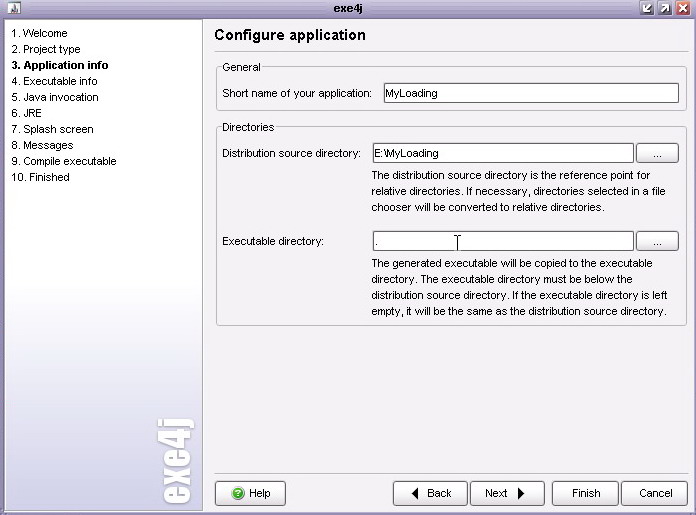 exe4j
1. Welcome
2. Project type
3. Application info
4. Executable info
5. Java invocation
6. JRE
7. Splash screen
8. Messages
9. Compile executable
10. Finished
exe4j
Configure application
General
Short name of your application: MyLoading
Directories
Distribution source directory: E:\MyLoading ...
The distribution source directory is the reference point for
relative directories. If necessary, directories selected in a file
chooser will be converted to relative directories.
Executable directory: . ...
The generated executable will be copied to the executable
directory. The executable directory must be below the
distribution source directory. If the executable directory is left
empty, it will be the same as the distribution source directory.
Help Back Next Finish Cancel